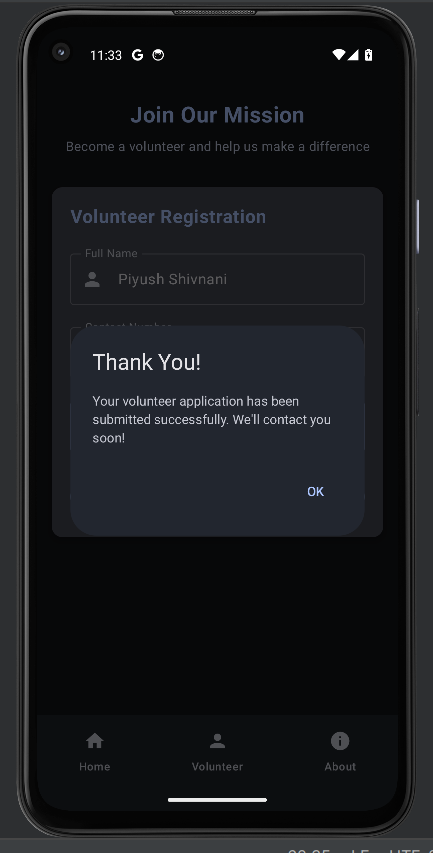 11:33
Join Our Mission
Become a volunteer and help us make a difference
Volunteer Registration
Full Name
Piyush Shivnani
Contact Number
Thank You!
Your volunteer application has been
submitted successfully. We'll contact you
soon!
OK
Home Volunteer About